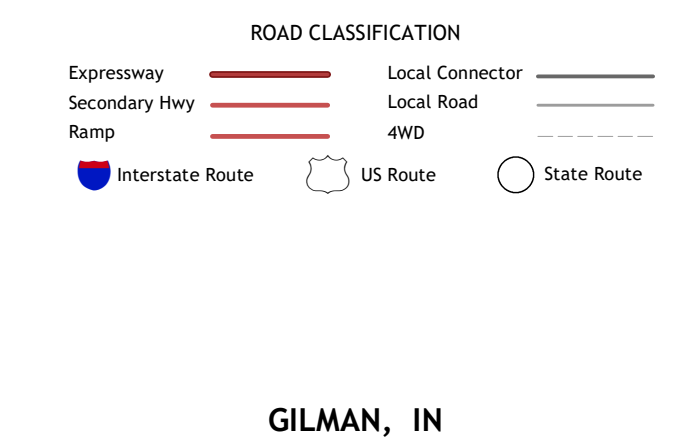 ROAD CLASSIFICATION
Expressway
Local Connector
Secondary Hwy
Local Road
Ramp
4WD
Interstate Route
US Route
State Route
GILMAN, IN